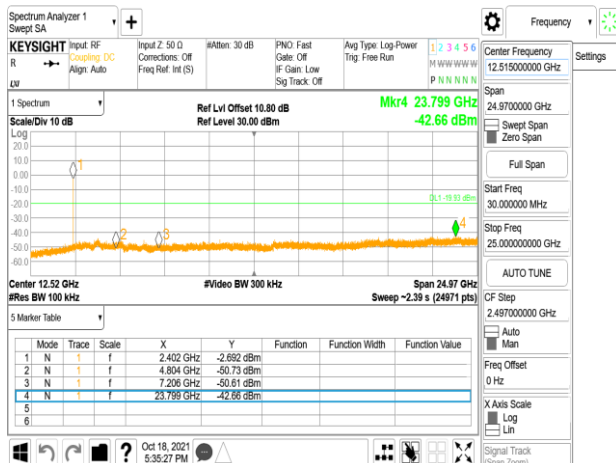 Spectrum Analyzer 1
Swept SA
Frequency
Settings
KEYSIGHT
R
Input: RF
Coupling: DC
Align: Auto
Input Z: 50 Ω
Corrections: Off
Freq Ref: Int (S)
#Atten: 30 dB
PNO: Fast
Gate: Off
IF Gain: Low
Sig Track: Off
Avg Type: Log-Power
Trig: Free Run
1 2 3 4 5 6
M W W W W W
P N N N N N
1 Spectrum
Scale/Div 10 dB
Ref Lvl Offset 10.80 dB
Ref Level 30.00 dBm
Mkr4 23.799 GHz
-42.66 dBm
Log
20.0
10.0
0.00
-10.0
-20.0
-30.0
-40.0
-50.0
-60.0
1
2
3
4
DL1 -19.93 dBm
Center 12.52 GHz
#Res BW 100 kHz
#Video BW 300 kHz
Span 24.97 GHz
Sweep ~2.39 s (24971 pts)
5 Marker Table
Mode Trace Scale X Y Function Function Width Function Value
1 N 1 f 2.402 GHz -2.692 dBm
2 N 1 f 4.804 GHz -50.73 dBm
3 N 1 f 7.206 GHz -50.61 dBm
4 N 1 f 23.799 GHz -42.66 dBm
5
6
?
Oct 18, 2021
5:35:27 PM
Center Frequency
12.515000000 GHz
Span
24.9700000 GHz
Swept Span
Zero Span
Full Span
Start Freq
30.000000 MHz
Stop Freq
25.000000000 GHz
AUTO TUNE
CF Step
2.497000000 GHz
Auto
Man
Freq Offset
0 Hz
X Axis Scale
Log
Lin
Signal Track
(Span Zoom)